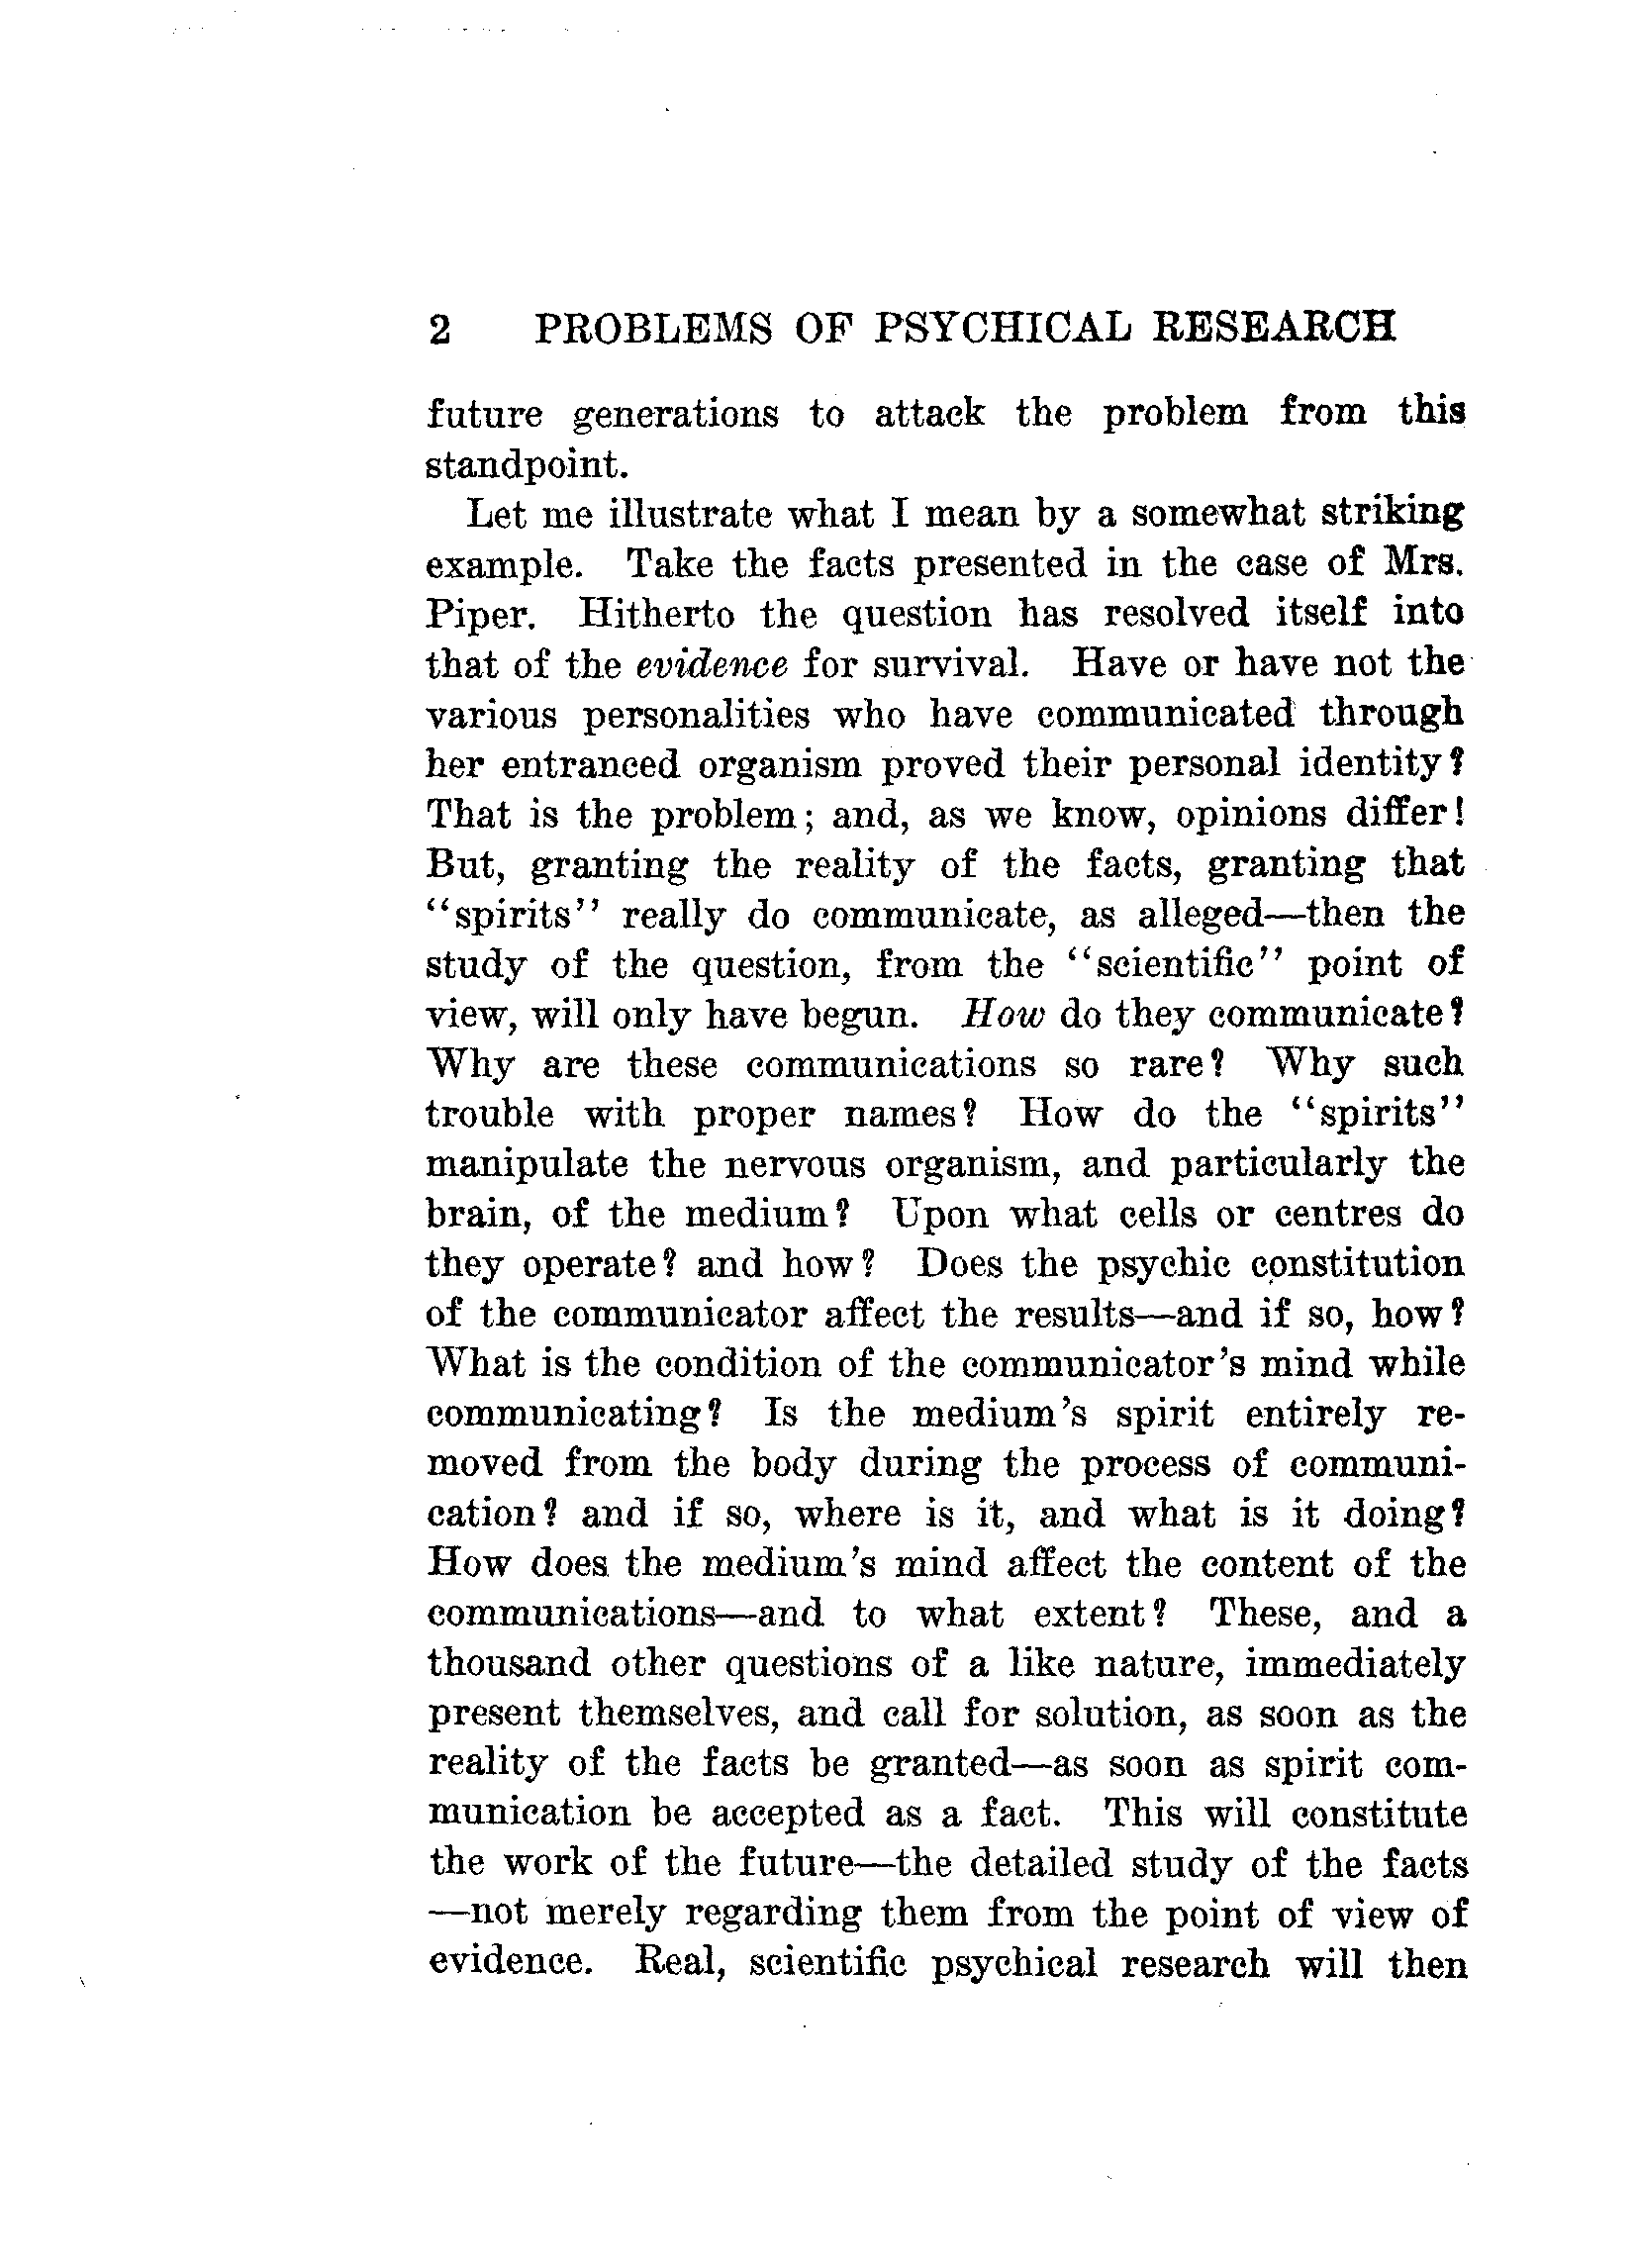 2 PROBLEMS OF PSYCHICAL RESEARCH
future generations to attack the problem from this
standpoint.
Let me illustrate what I mean by a somewhat striking
example. Take the facts presented in the case of Mrs.
Piper. Hitherto the question has resolved itself into
that of the evidence for survival. Have or have not the
various personalities who have communicated through
her entranced organism proved their personal identity?
That is the problem; and, as we know, opinions differ!
But, granting the reality of the facts, granting that
“spirits” really do communicate, as alleged—then the
study of the question, from the “scientific” point of
view, will only have begun. How do they communicate?
Why are these communications so rare? Why such
trouble with proper names? How do the “spirits”
manipulate the nervous organism, and particularly the
brain, of the medium? Upon what cells or centres do
they operate? and how? Does the psychic constitution
of the communicator affect the results—and if so, how?
What is the condition of the communicator's mind while
communicating? Is the medium's spirit entirely re-
moved from the body during the process of communi-
cation? and if so, where is it, and what is it doing?
How does the medium's mind affect the content of the
communications—and to what extent? These, and a
thousand other questions of a like nature, immediately
present themselves, and call for solution, as soon as the
reality of the facts be granted—as soon as spirit com-
munication be accepted as a fact. This will constitute
the work of the future—the detailed study of the facts
—not merely regarding them from the point of view of
evidence. Real, scientific psychical research will then